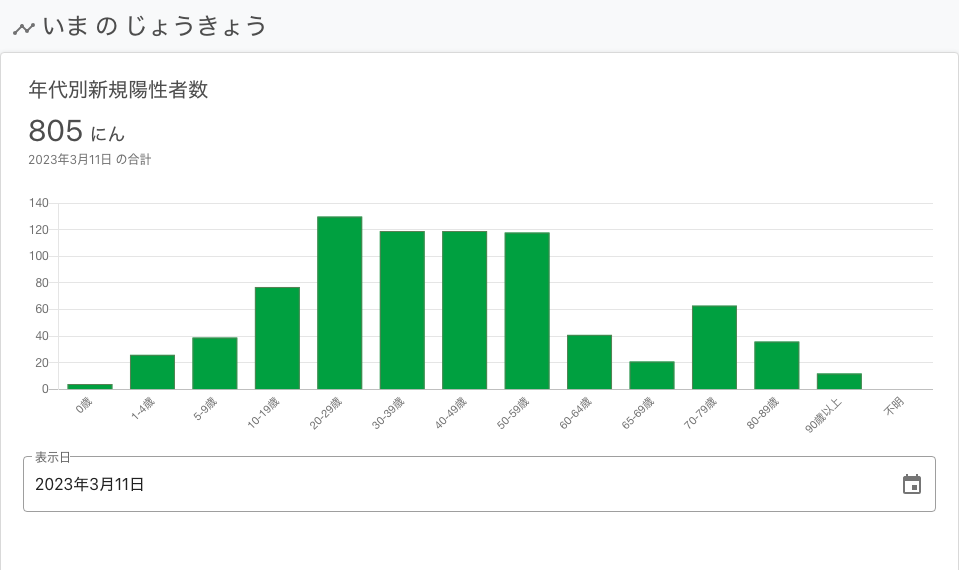 いま の じょうきょう
年代別新規陽性者数
805 にん
2023年3月11日 の合計
140
120
100
80
60
40
20
0
0歳
1-4歳
5-9歳
10-19歳
20-29歳
30-39歳
40-49歳
50-59歳
60-64歳
65-69歳
70-79歳
80-89歳
90歳以上
不明
表示日
2023年3月11日